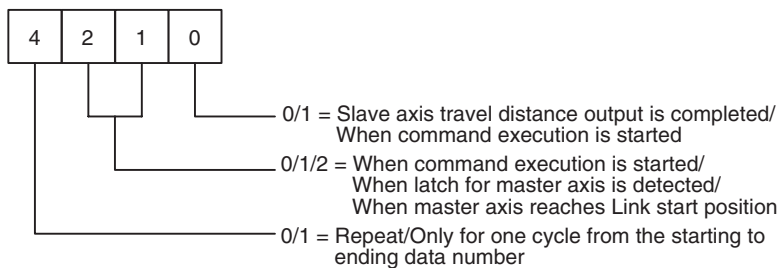 4 2 1 0
0/1 = Slave axis travel distance output is completed/
When command execution is started
0/1/2 = When command execution is started/
When latch for master axis is detected/
When master axis reaches Link start position
0/1 = Repeat/Only for one cycle from the starting to
ending data number